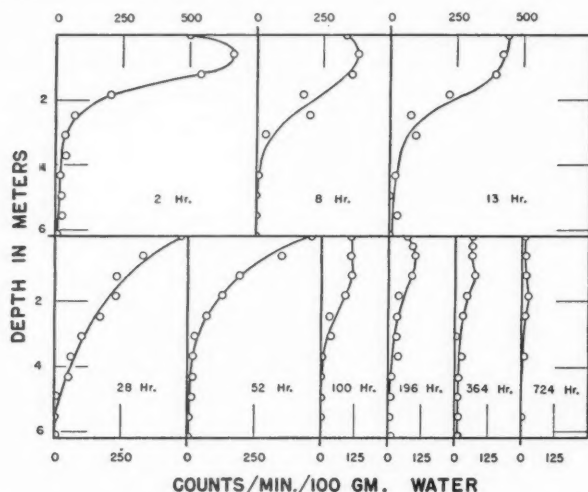 0 250 500 0 125 0 250 500
2
4
6
2 Hr. 8 Hr. 13 Hr.
DEPTH IN METERS
2
4
6
28 Hr. 52 Hr. 100 Hr. 196 Hr. 364 Hr. 724 Hr.
0 250 0 250 0 125 0 125 0 125 0 125
COUNTS/MIN./100 GM. WATER